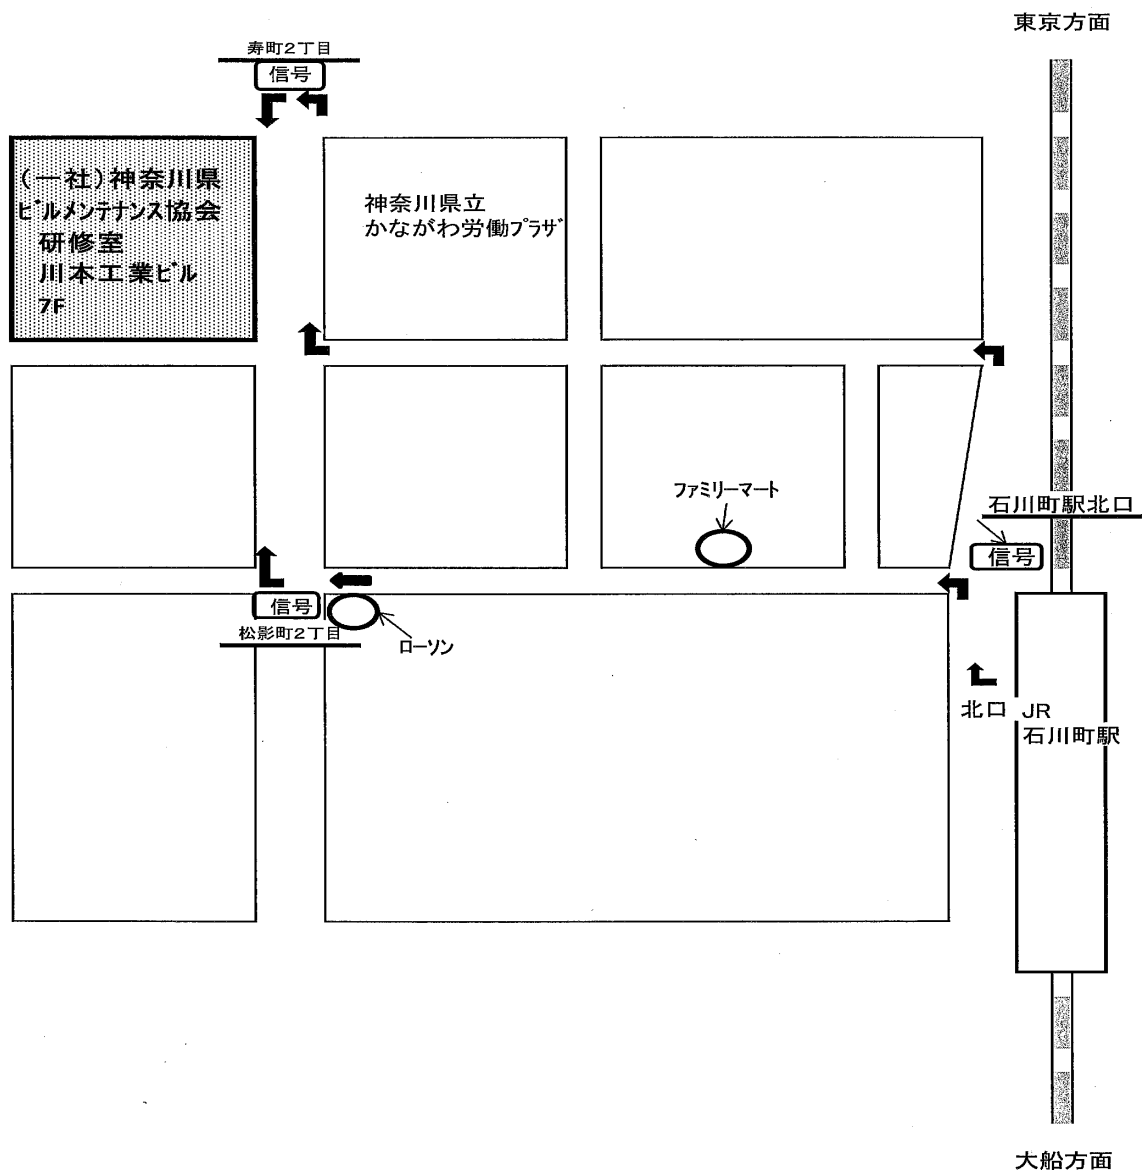 東京方面
寿町2丁目
信号
(一社)神奈川県
ビルメンテナンス協会
研修室
川本工業ビル
7F
神奈川県立
かながわ労働プラザ
ファミリーマート
石川町駅北口
信号
信号
松影町2丁目
ローソン
北口
JR
石川町駅
大船方面